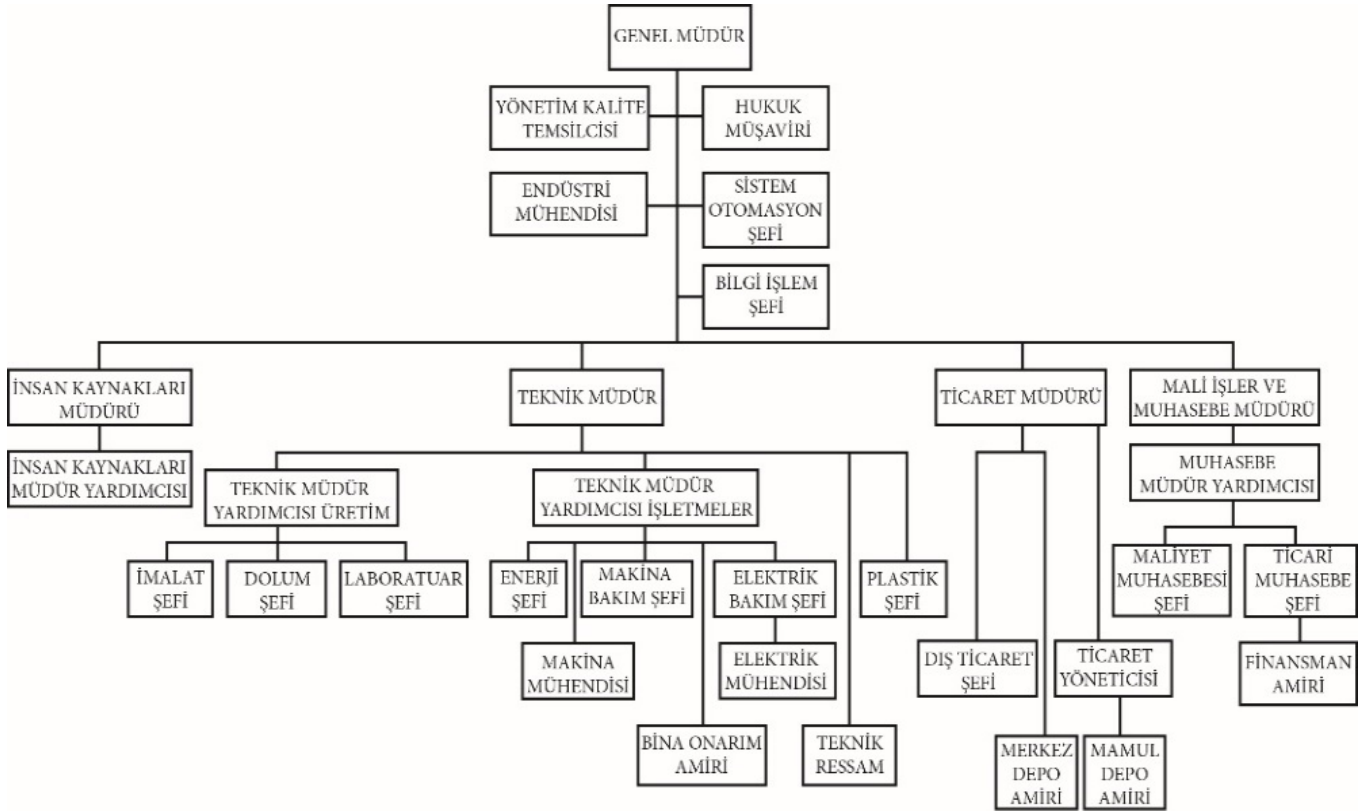 GENEL MÜDÜR
YÖNETİM KALİTE
TEMSİLCİSİ
HUKUK
MÜŞAVİRİ
ENDÜSTRİ
MÜHENDİSİ
SİSTEM
OTOMASYON
ŞEFİ
BİLGİ İŞLEM
ŞEFİ
İNSAN KAYNAKLARI
MÜDÜRÜ
TEKNİK MÜDÜR
TİCARET MÜDÜRÜ
MALİ İŞLER VE
MUHASEBE MÜDÜRÜ
İNSAN KAYNAKLARI
MÜDÜR YARDIMCISI
TEKNİK MÜDÜR
YARDIMCISI ÜRETİM
TEKNİK MÜDÜR
YARDIMCISI İŞLETMELER
MUHASEBE
MÜDÜR YARDIMCISI
İMALAT
ŞEFİ
DOLUM
ŞEFİ
LABORATUAR
ŞEFİ
ENERJİ
ŞEFİ
MAKİNA
BAKIM ŞEFİ
ELEKTRİK
BAKIM ŞEFİ
PLASTİK
ŞEFİ
MALİYET
MUHASEBESİ
ŞEFİ
TİCARİ
MUHASEBE
ŞEFİ
MAKİNA
MÜHENDİSİ
ELEKTRİK
MÜHENDİSİ
DIŞ TİCARET
ŞEFİ
TİCARET
YÖNETİCİSİ
FİNANSMAN
AMİRİ
BİNA ONARIM
AMİRİ
TEKNİK
RESSAM
MERKEZ
DEPO
AMİRİ
MAMUL
DEPO
AMİRİ